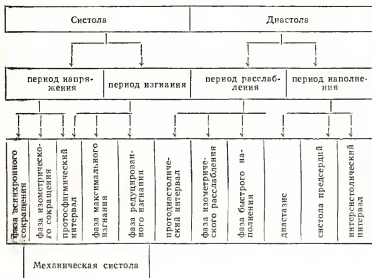 Систола
Диастола
период напря-
жения
период изгнания
период расслаб-
ления
период наполне-
ния
фаза асинхронного
сокращения
фаза изометрическо-
го сокращения
протосфигмический
интервал
фаза максимального
изгнания
фаза редуцирован-
ного изгнания
протодиастоличе-
ский интервал
фаза изометриче-
ского расслабления
фаза быстрого на-
полнения
диастазис
систола предсердий
интерсистолический
интервал
Механическая систола